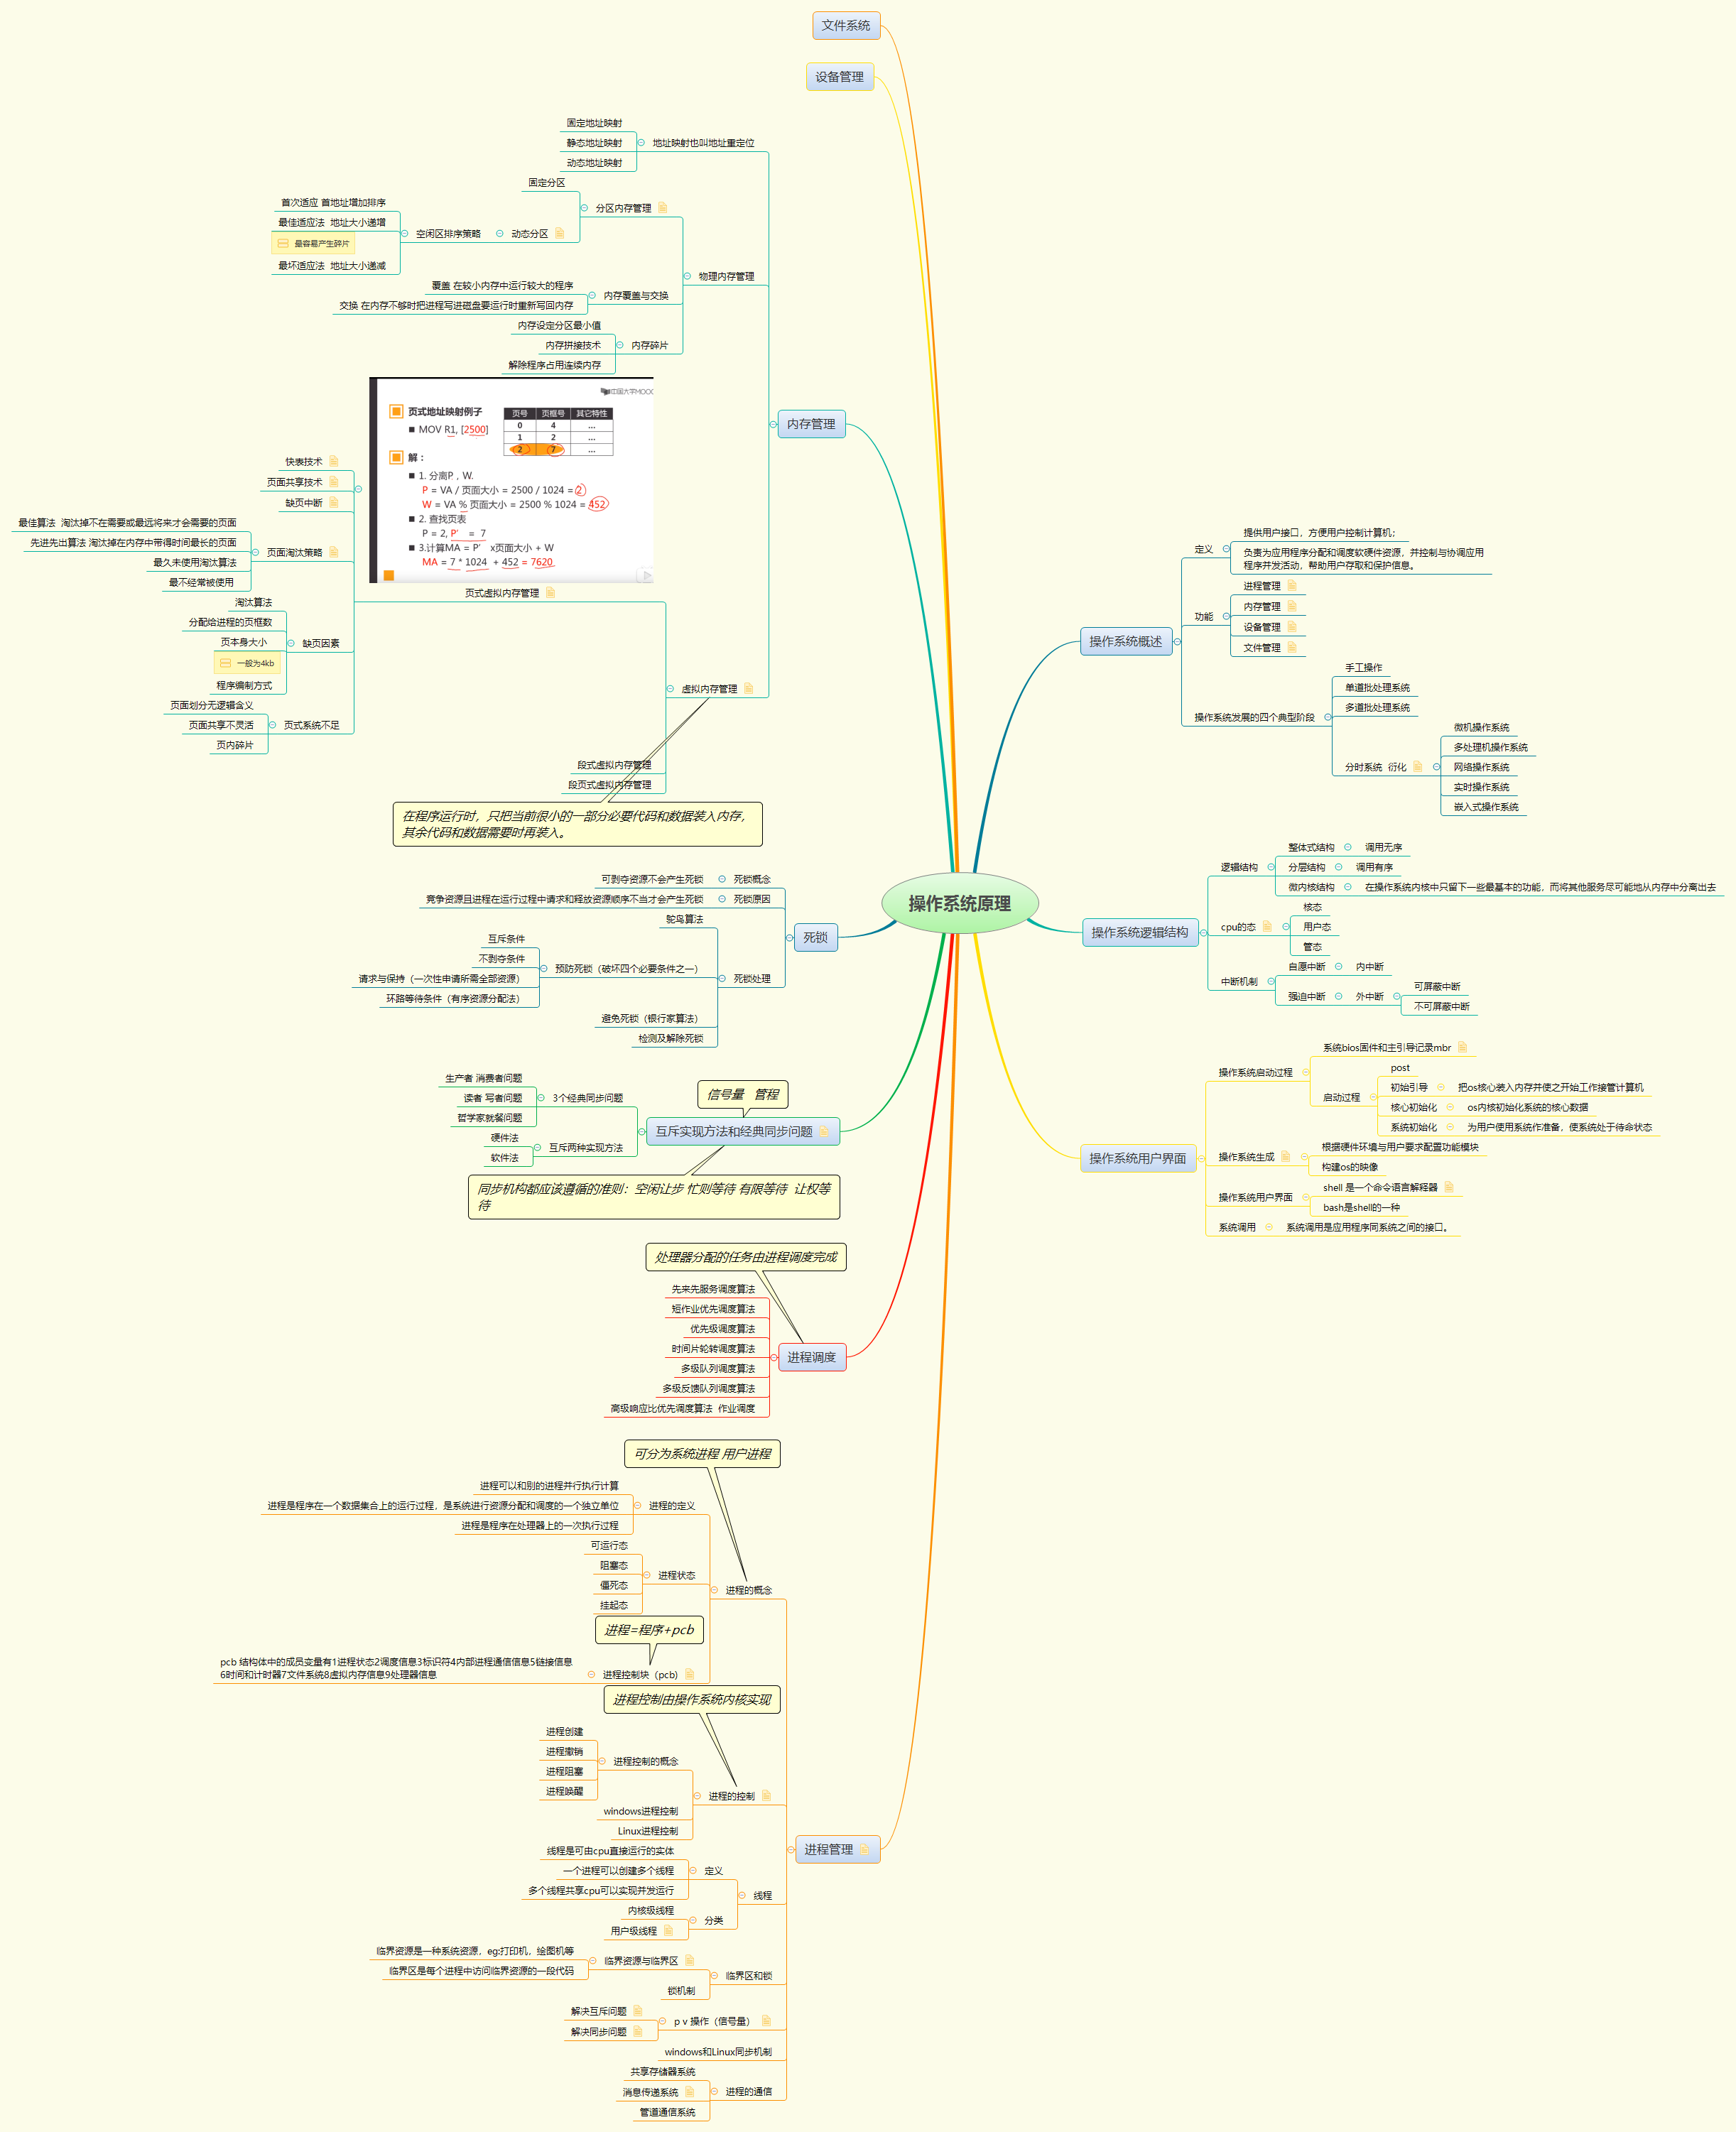 文件系统
设备管理
固定地址映射
静态地址映射
动态地址映射
地址映射也叫地址重定位
固定分区
首次适应 首地址增加排序
最佳适应法 地址大小递增
最容易产生碎片
最坏适应法 地址大小递减
空闲区排序策略
动态分区
分区内存管理
覆盖 在较小内存中运行较大的程序
交换 在内存不够时把进程写进磁盘要运行时重新写回内存
内存覆盖与交换
物理内存管理
内存设定分区最小值
内存拼接技术
解除程序占用连续内存
内存碎片
内存管理
中国大学MOOC
页式地址映射例子
MOV R1, [2500]
页号 页框号 其它特性
0 4 ...
1 2 ...
2 7 ...
解：
1. 分离P , W.
P = VA / 页面大小 = 2500 / 1024 = 2
W = VA % 页面大小 = 2500 % 1024 = 452
2. 查找页表
P = 2, P' = 7
3.计算MA = P' x页面大小 + W
MA = 7 * 1024 + 452 = 7620
页式虚拟内存管理
快表技术
页面共享技术
缺页中断
最佳算法 淘汰掉不在需要或最远将来才会需要的页面
先进先出算法 淘汰掉在内存中带得时间最长的页面
最久未使用淘汰算法
最不经常被使用
页面淘汰策略
淘汰算法
分配给进程的页框数
页本身大小
一般为4kb
程序编制方式
缺页因素
页面划分无逻辑含义
页面共享不灵活
页内碎片
页式系统不足
虚拟内存管理
段式虚拟内存管理
段页式虚拟内存管理
在程序运行时，只把当前很小的一部分必要代码和数据装入内存，
其余代码和数据需要时再装入。
操作系统原理
可剥夺资源不会产生死锁
死锁概念
竞争资源且进程在运行过程中请求和释放资源顺序不当才会产生死锁
死锁原因
鸵鸟算法
互斥条件
不剥夺条件
请求与保持（一次性申请所需全部资源）
环路等待条件（有序资源分配法）
预防死锁（破坏四个必要条件之一）
避免死锁（银行家算法）
检测及解除死锁
死锁处理
死锁
信号量 管程
生产者 消费者问题
读者 写者问题
哲学家就餐问题
3个经典同步问题
硬件法
软件法
互斥两种实现方法
互斥实现方法和经典同步问题
同步机构都应该遵循的准则：空闲让步 忙则等待 有限等待 让权等
待
处理器分配的任务由进程调度完成
先来先服务调度算法
短作业优先调度算法
优先级调度算法
时间片轮转调度算法
多级队列调度算法
多级反馈队列调度算法
高级响应比优先调度算法 作业调度
进程调度
可分为系统进程 用户进程
进程可以和别的进程并行执行计算
进程是程序在一个数据集合上的运行过程，是系统进行资源分配和调度的一个独立单位
进程是程序在处理器上的一次执行过程
进程的定义
可运行态
阻塞态
僵死态
挂起态
进程状态
进程的概念
进程=程序+pcb
pcb 结构体中的成员变量有1进程状态2调度信息3标识符4内部进程通信信息5链接信息
6时间和计时器7文件系统8虚拟内存信息9处理器信息
进程控制块（pcb)
进程控制由操作系统内核实现
进程创建
进程撤销
进程阻塞
进程唤醒
进程控制的概念
windows进程控制
Linux进程控制
进程的控制
进程管理
线程是可由cpu直接运行的实体
一个进程可以创建多个线程
多个线程共享cpu可以实现并发运行
定义
内核级线程
用户级线程
分类
线程
临界资源是一种系统资源，eg:打印机，绘图机等
临界区是每个进程中访问临界资源的一段代码
临界资源与临界区
锁机制
临界区和锁
解决互斥问题
解决同步问题
p v 操作（信号量）
windows和Linux同步机制
共享存储器系统
消息传递系统
管道通信系统
进程的通信
操作系统概述
定义
提供用户接口，方便用户控制计算机；
负责为应用程序分配和调度软硬件资源，并控制与协调应用
程序并发活动，帮助用户存取和保护信息。
功能
进程管理
内存管理
设备管理
文件管理
操作系统发展的四个典型阶段
手工操作
单道批处理系统
多道批处理系统
分时系统 衍化
微机操作系统
多处理机操作系统
网络操作系统
实时操作系统
嵌入式操作系统
操作系统逻辑结构
逻辑结构
整体式结构
调用无序
分层结构
调用有序
微内核结构
在操作系统内核中只留下一些最基本的功能，而将其他服务尽可能地从内存中分离出去
cpu的态
核态
用户态
管态
中断机制
自愿中断
内中断
强迫中断
外中断
可屏蔽中断
不可屏蔽中断
操作系统用户界面
操作系统启动过程
系统bios固件和主引导记录mbr
启动过程
post
初始引导
把os核心装入内存并使之开始工作接管计算机
核心初始化
os内核初始化系统的核心数据
系统初始化
为用户使用系统作准备，使系统处于待命状态
操作系统生成
根据硬件环境与用户要求配置功能模块
构建os的映像
操作系统用户界面
shell 是一个命令语言解释器
bash是shell的一种
系统调用
系统调用是应用程序同系统之间的接口。